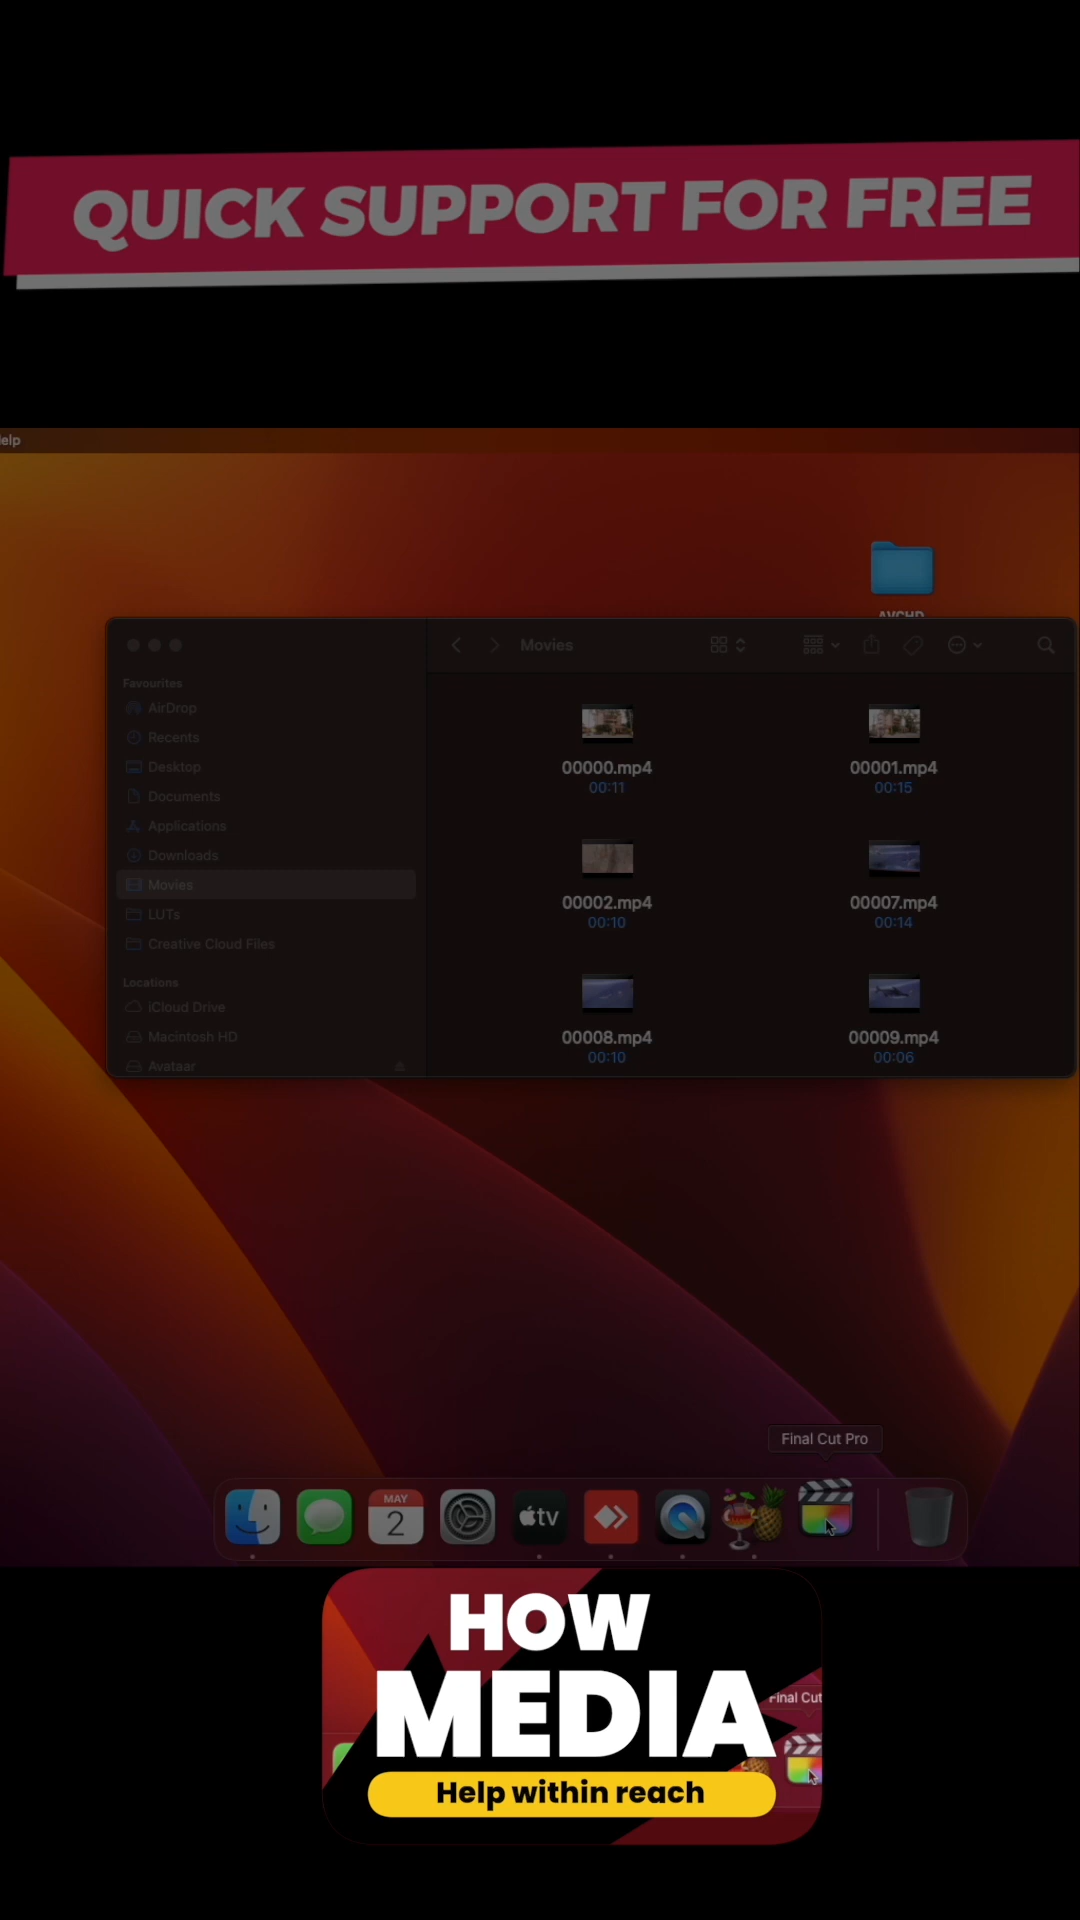 QUICK SUPPORT FOR FREE
elp
AVCHD
Movies
Favourites
AirDrop
Recents
Desktop
Documents
Applications
Downloads
Movies
LUTs
Creative Cloud Files
Locations
iCloud Drive
Macintosh HD
Avataar
00000.mp4
00:11
00001.mp4
00:15
00002.mp4
00:10
00007.mp4
00:14
00008.mp4
00:10
00009.mp4
00:06
Final Cut Pro
MAY
2
tv
HOW
MEDIA
Final Cut
Help within reach